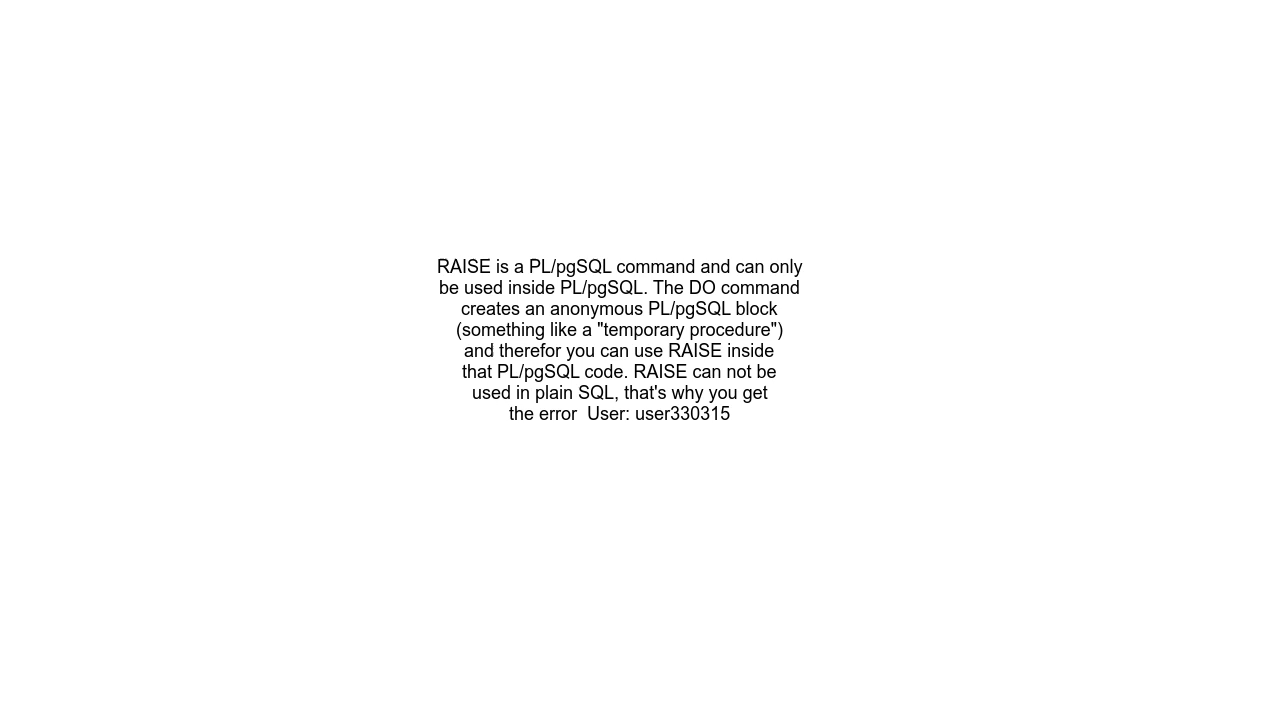 RAISE is a PL/pgSQL command and can only
be used inside PL/pgSQL. The DO command
creates an anonymous PL/pgSQL block
(something like a "temporary procedure")
and therefor you can use RAISE inside
that PL/pgSQL code. RAISE can not be
used in plain SQL, that's why you get
the error  User: user330315